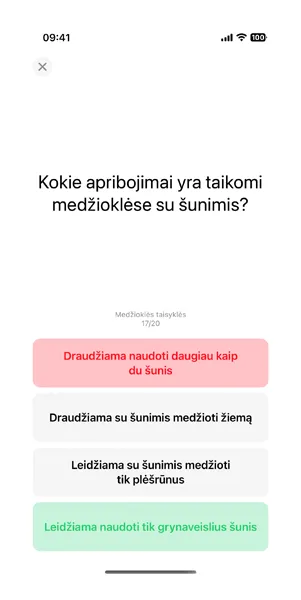 09:41
100
Kokie apribojimai yra taikomi
medžioklėse su šunimis?
Medžioklės taisyklės
17/20
Draudžiama naudoti daugiau kaip
du šunis
Draudžiama su šunimis medžioti žiemą
Leidžiama su šunimis medžioti
tik plėšrūnus
Leidžiama naudoti tik grynaveislius šunis